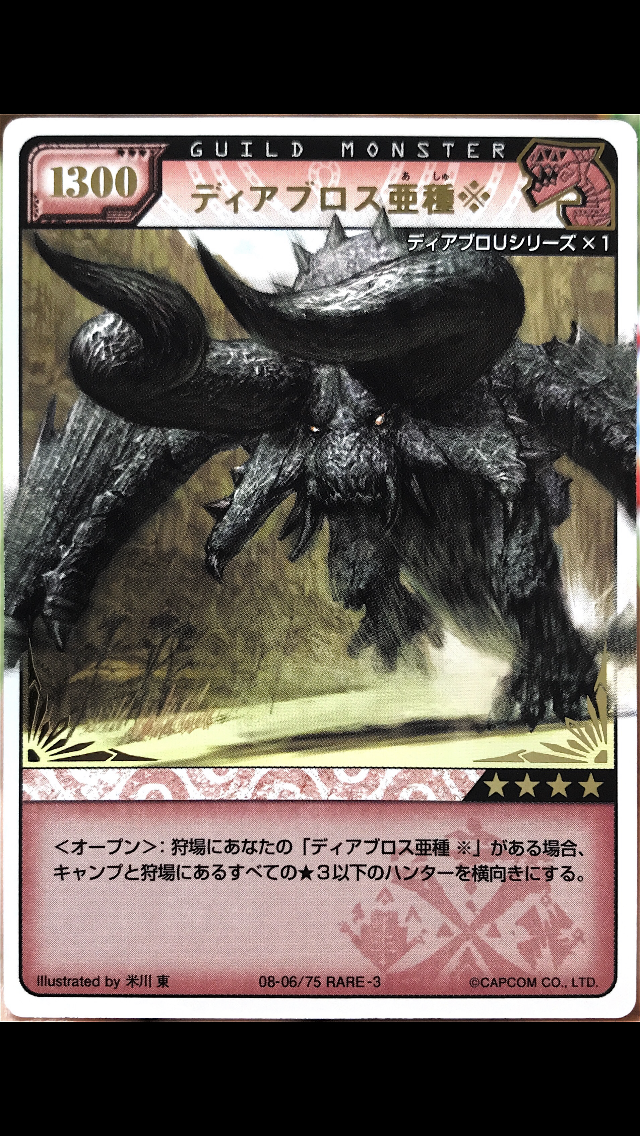 GUILD MONSTER
1300
あ しゅ
ディアブロス亜種※
ディアブロUシリーズ×1
★★★★
＜オープン＞：狩場にあなたの「ディアブロス亜種 ※」がある場合、
キャンプと狩場にあるすべての★３以下のハンターを横向きにする。
Illustrated by 米川 東
08-06/75 RARE-3
©CAPCOM CO., LTD.